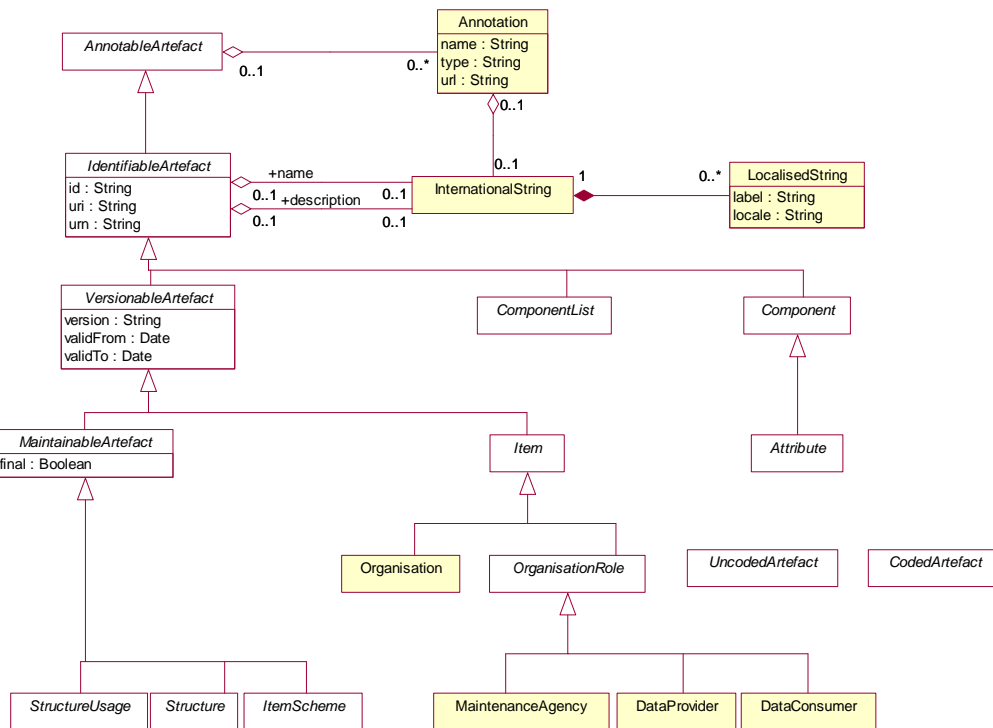 Annotation
AnnotableArtefact
name : String
type : String
url : String
0..1
0..*
0..1
IdentifiableArtefact
id : String
uri : String
urn : String
+name
0..1
0..1
+description
0..1
0..1
0..1
InternationalString
1
0..*
LocalisedString
label : String
locale : String
VersionableArtefact
version : String
validFrom : Date
validTo : Date
ComponentList
Component
MaintainableArtefact
final : Boolean
Item
Attribute
Organisation
OrganisationRole
UncodedArtefact
CodedArtefact
StructureUsage
Structure
ItemScheme
MaintenanceAgency
DataProvider
DataConsumer